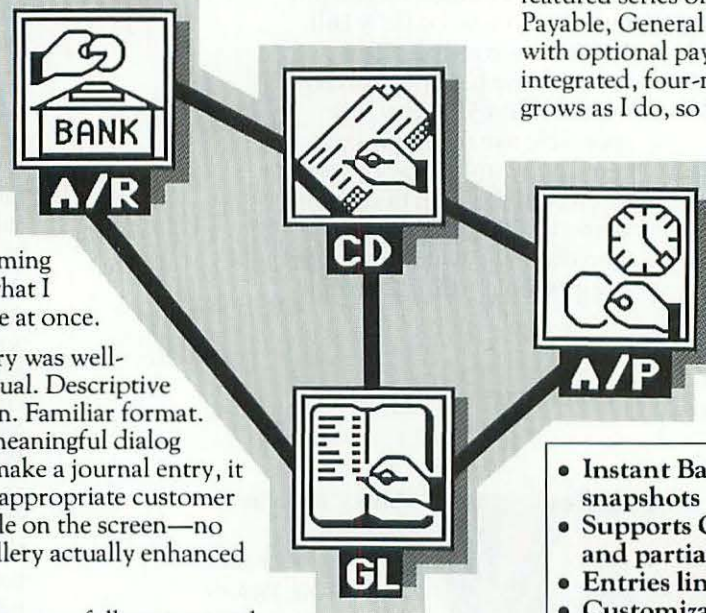 featured series o
Payable, General
with optional pay
integrated, four-
grows as I do, so
BANK
A/R
CD
A/P
GL
ming
hat I
e at once.
ry was well-
ual. Descriptive
n. Familiar format.
meaningful dialog
make a journal entry, it
appropriate customer
le on the screen—no
llery actually enhanced
• Instant Ba
snapshots
• Supports
and partia
• Entries lin